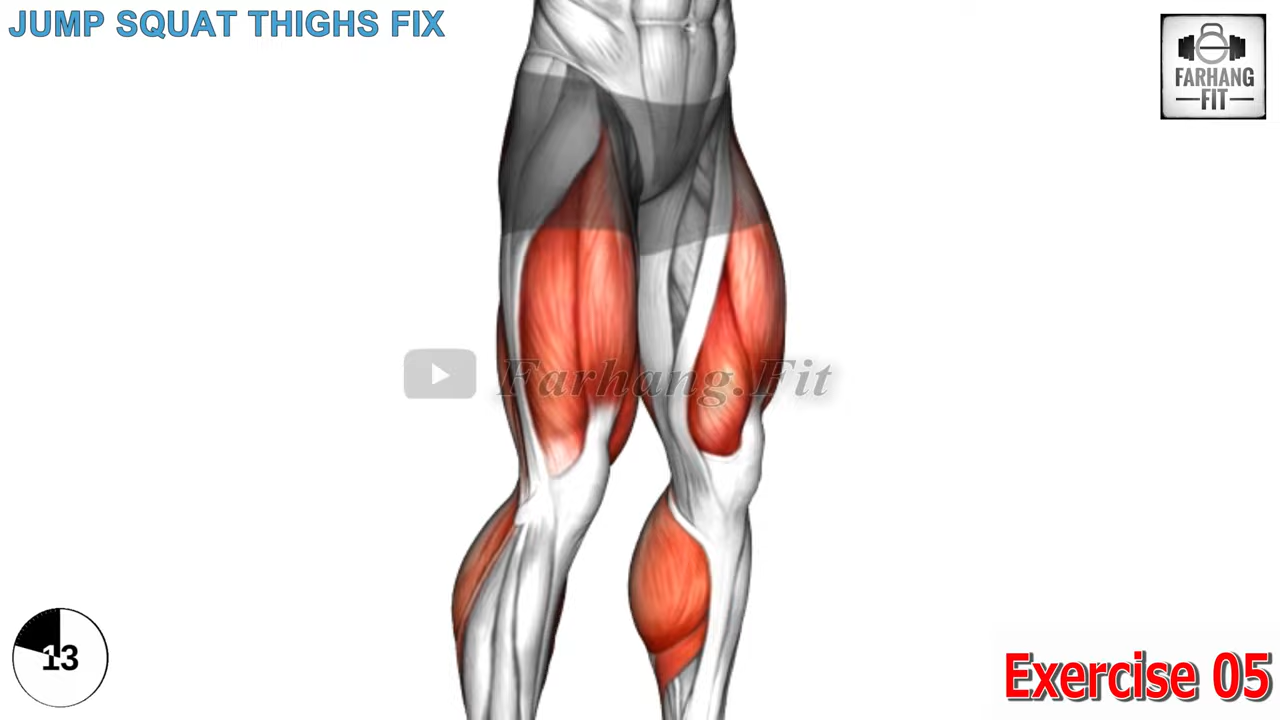 JUMP SQUAT THIGHS FIX
FARHANG
FIT
Farhang.Fit
13
Exercise 05